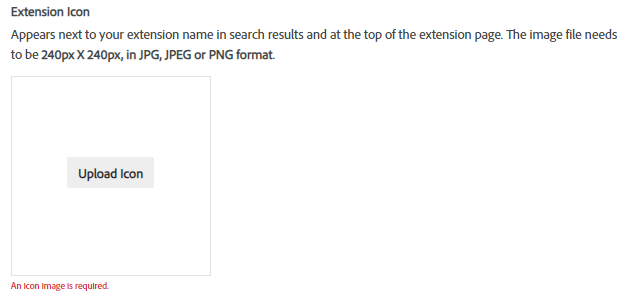 Extension Icon
Appears next to your extension name in search results and at the top of the extension page. The image file needs
to be 240px X 240px, in JPG, JPEG or PNG format.
Upload Icon
An icon image is required.